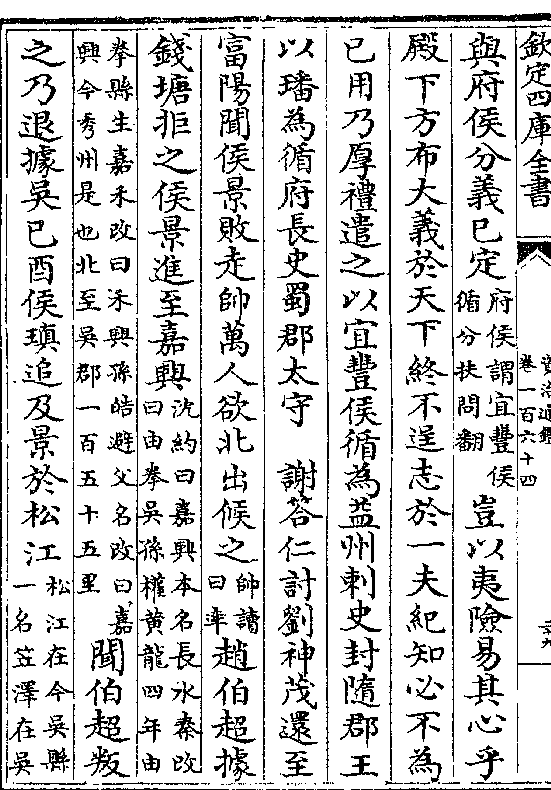 欽定四庫全書
資治通鑑
卷一百六十四
與府侯分義已定府侯謂宜豐侯循分扶問翻豈以夷險易其心乎
殿下方布大義於天下終不逞志於一夫紀知必不為
已用乃厚禮遣之以宜豐侯循為益州刺史封隨郡王
以璠為循府長史蜀郡太守　謝荅仁討劉神茂還至
富陽聞侯景敗走帥萬人欲北出候之帥讀曰率趙伯超據
錢塘拒之侯景進至嘉興沈約曰嘉興本名長水秦改曰由拳吳孫權黃龍四年由
拳縣生嘉禾改曰禾興孫皓避父名改曰嘉興今秀州是也北至吳郡一百五十五里聞伯超叛
之乃退據吳已酉侯瑱追及景於松江松江在今吳縣一名笠澤在吳